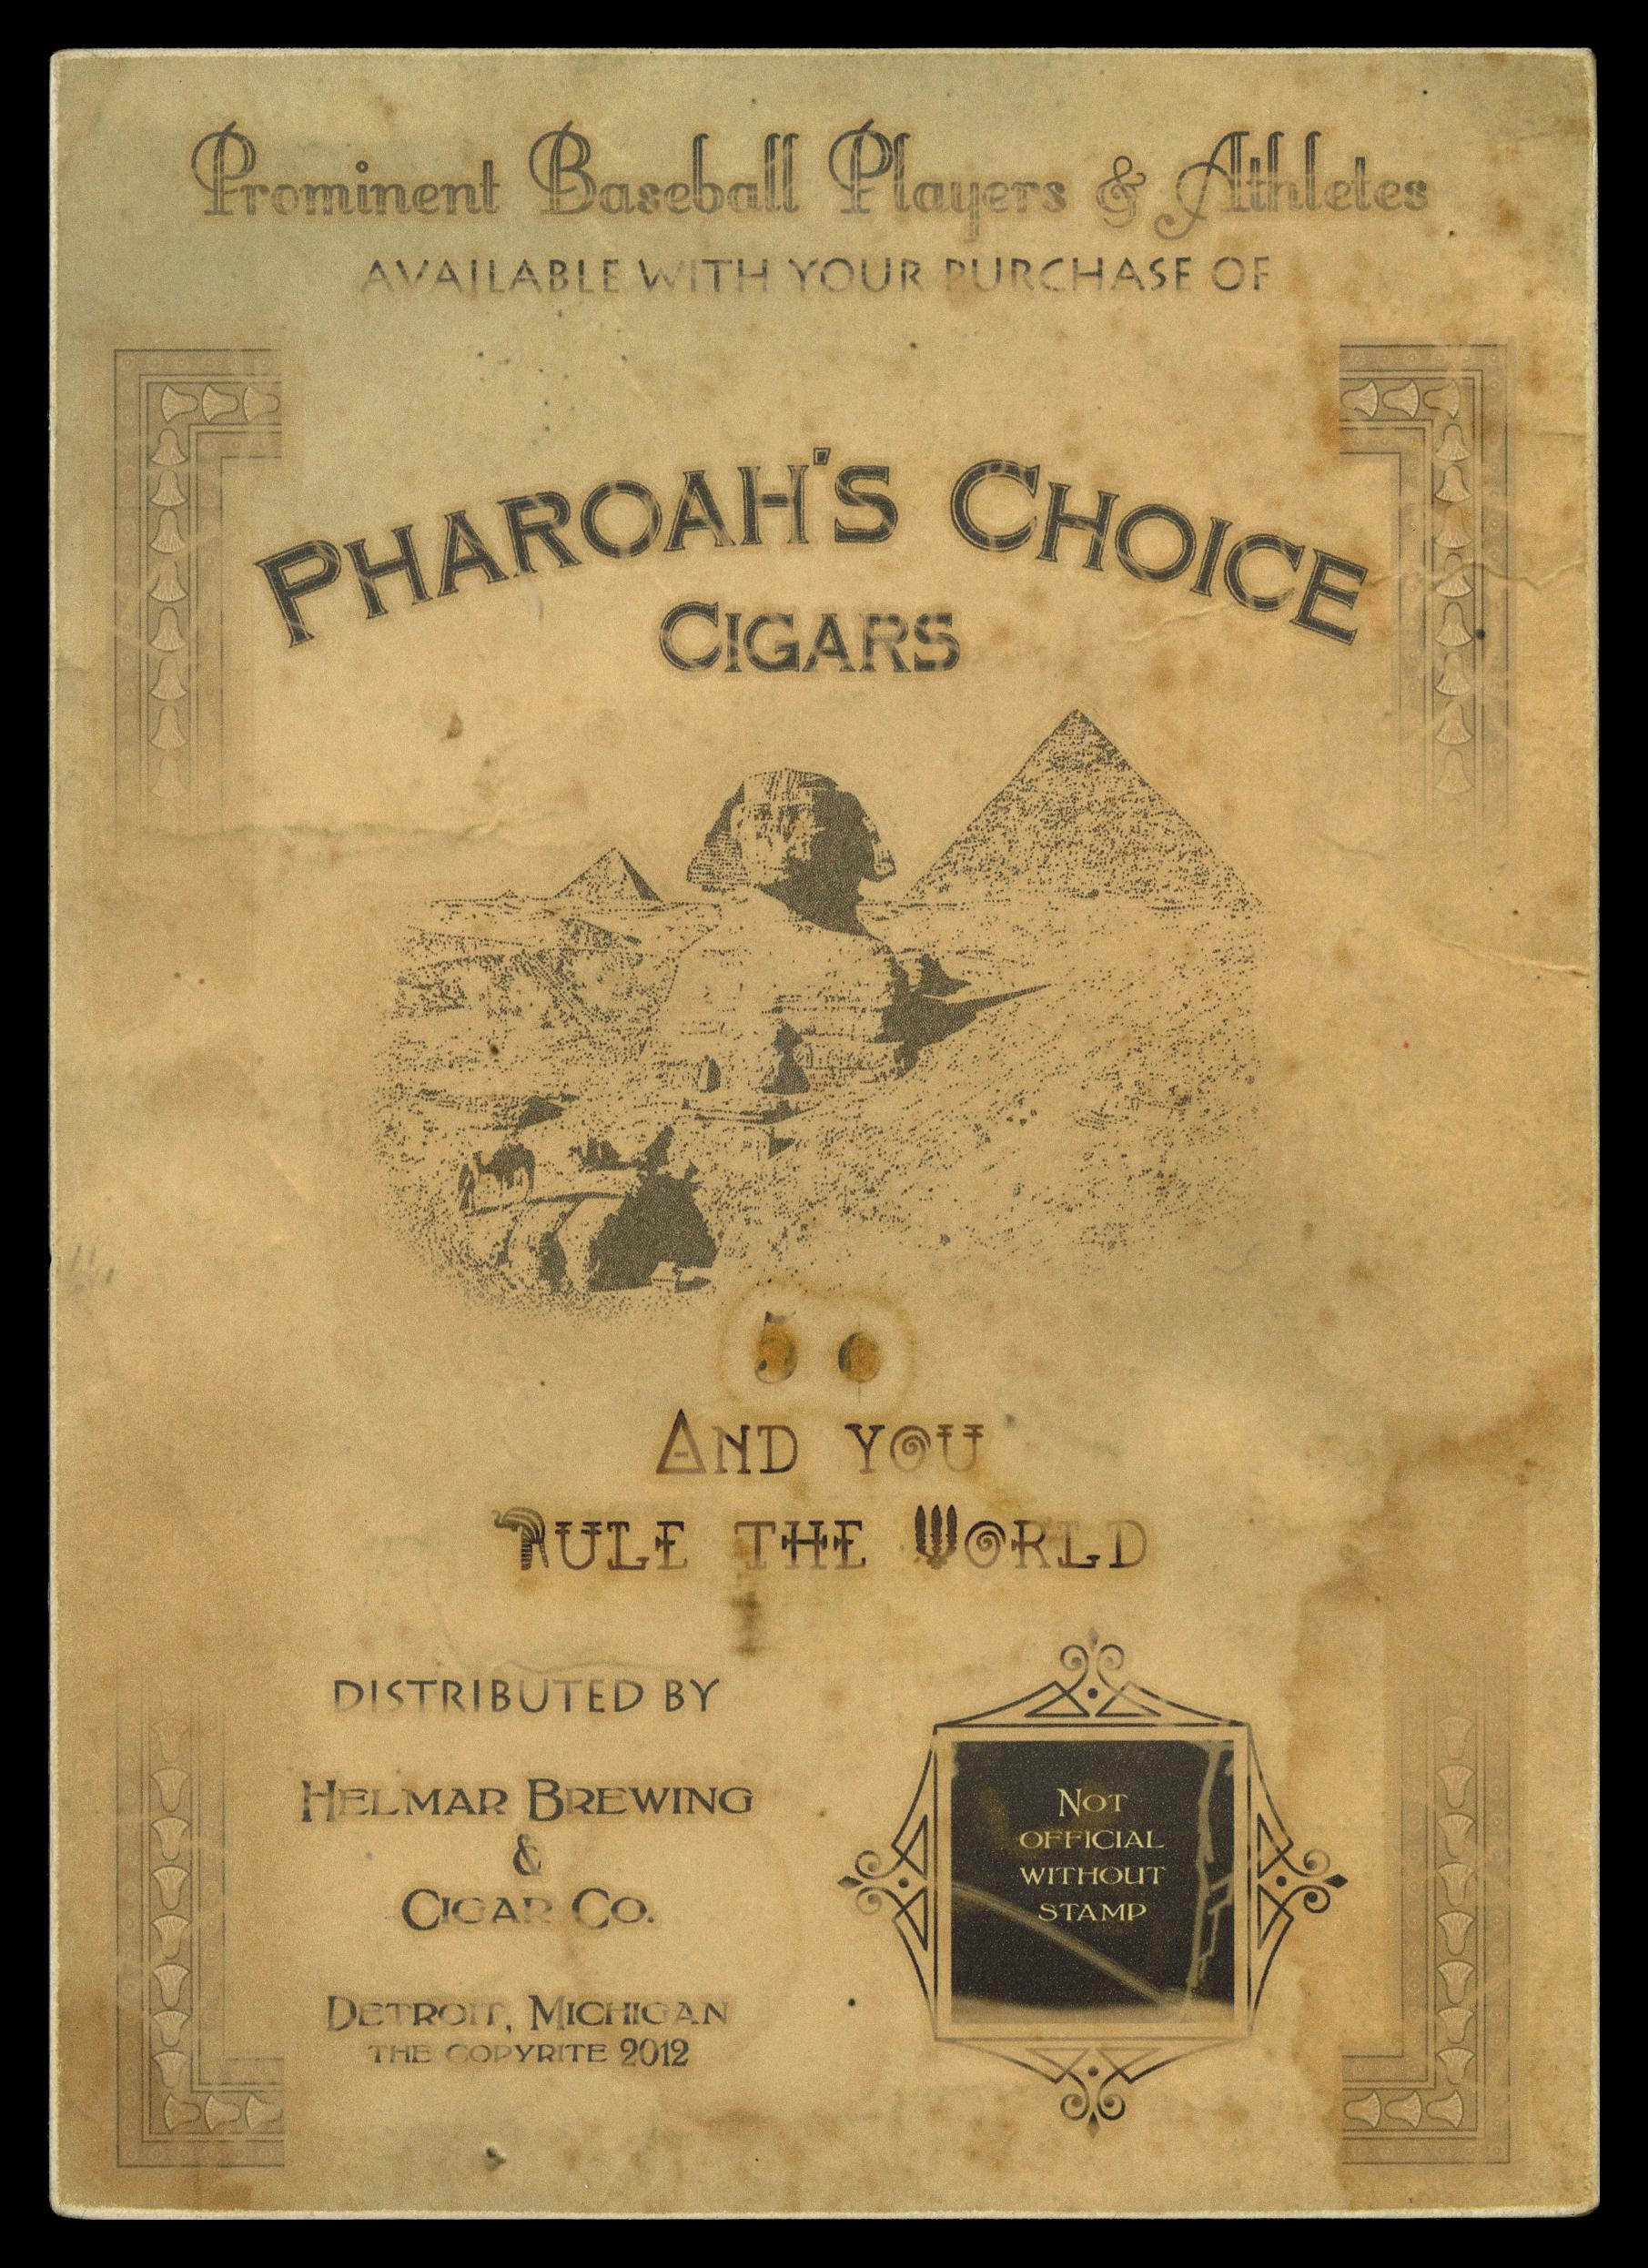 Prominent Baseball Players & Athletes
AVAILABLE WITH YOUR PURCHASE OF
PHAROAH'S CHOICE
CIGARS
5¢
AND YOU
RULE THE WORLD
DISTRIBUTED BY
HELMAR BREWING
&
CIGAR CO.
DETROIT, MICHIGAN
THE COPYRITE 2012
NOT
OFFICIAL
WITHOUT
STAMP